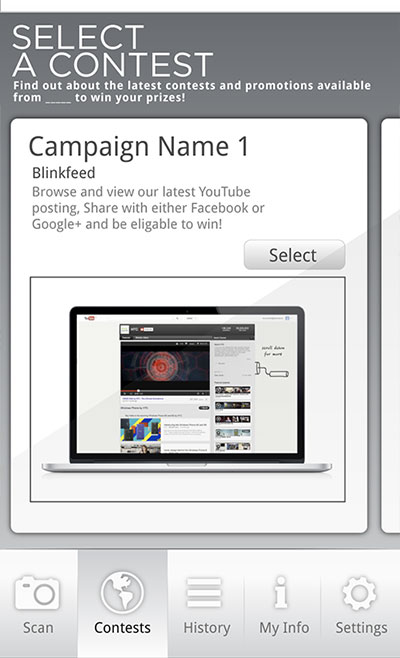 SELECT
A CONTEST
Find out about the latest contests and promotions available
from _____ to win your prizes!
Campaign Name 1
Blinkfeed
Browse and view our latest YouTube
posting, Share with either Facebook or
Google+ and be eligable to win!
Select
scroll down
for more
Scan
Contests
History
My Info
Settings